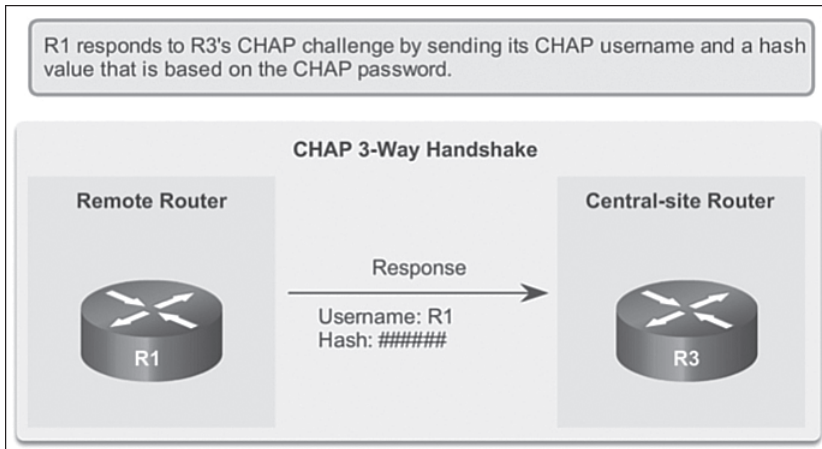 R1 responds to R3's CHAP challenge by sending its CHAP username and a hash
value that is based on the CHAP password.
CHAP 3-Way Handshake
Remote Router
Central-site Router
Response
Username: R1
Hash: ######
R1
R3